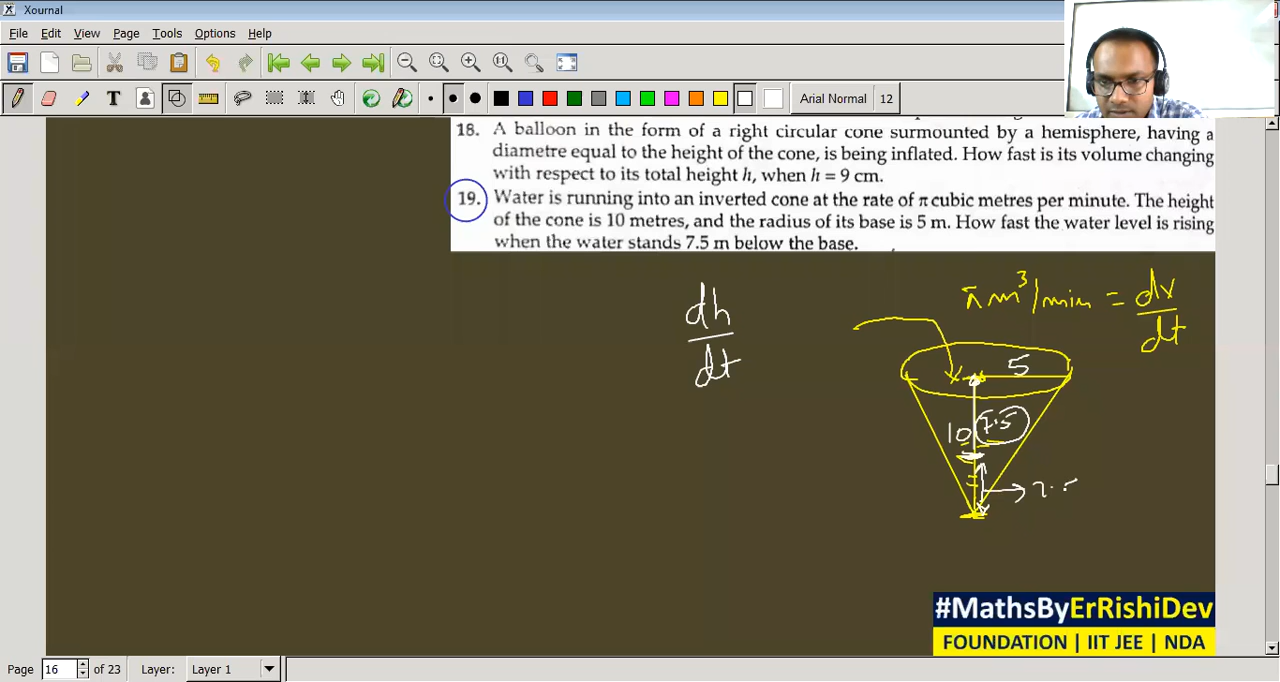 Xournal
File Edit View Page Tools Options Help
Arial Normal 12
18. A balloon in the form of a right circular cone surmounted by a hemisphere, having a
diametre equal to the height of the cone, is being inflated. How fast is its volume changing
with respect to its total height h, when h = 9 cm.
19. Water is running into an inverted cone at the rate of π cubic metres per minute. The height
of the cone is 10 metres, and the radius of its base is 5 m. How fast the water level is rising
when the water stands 7.5 m below the base.
π m³/min = dv/dt
dh/dt
5
10 7.5
#MathsByErRishiDev
FOUNDATION | IIT JEE | NDA
Page 16 of 23 Layer: Layer 1